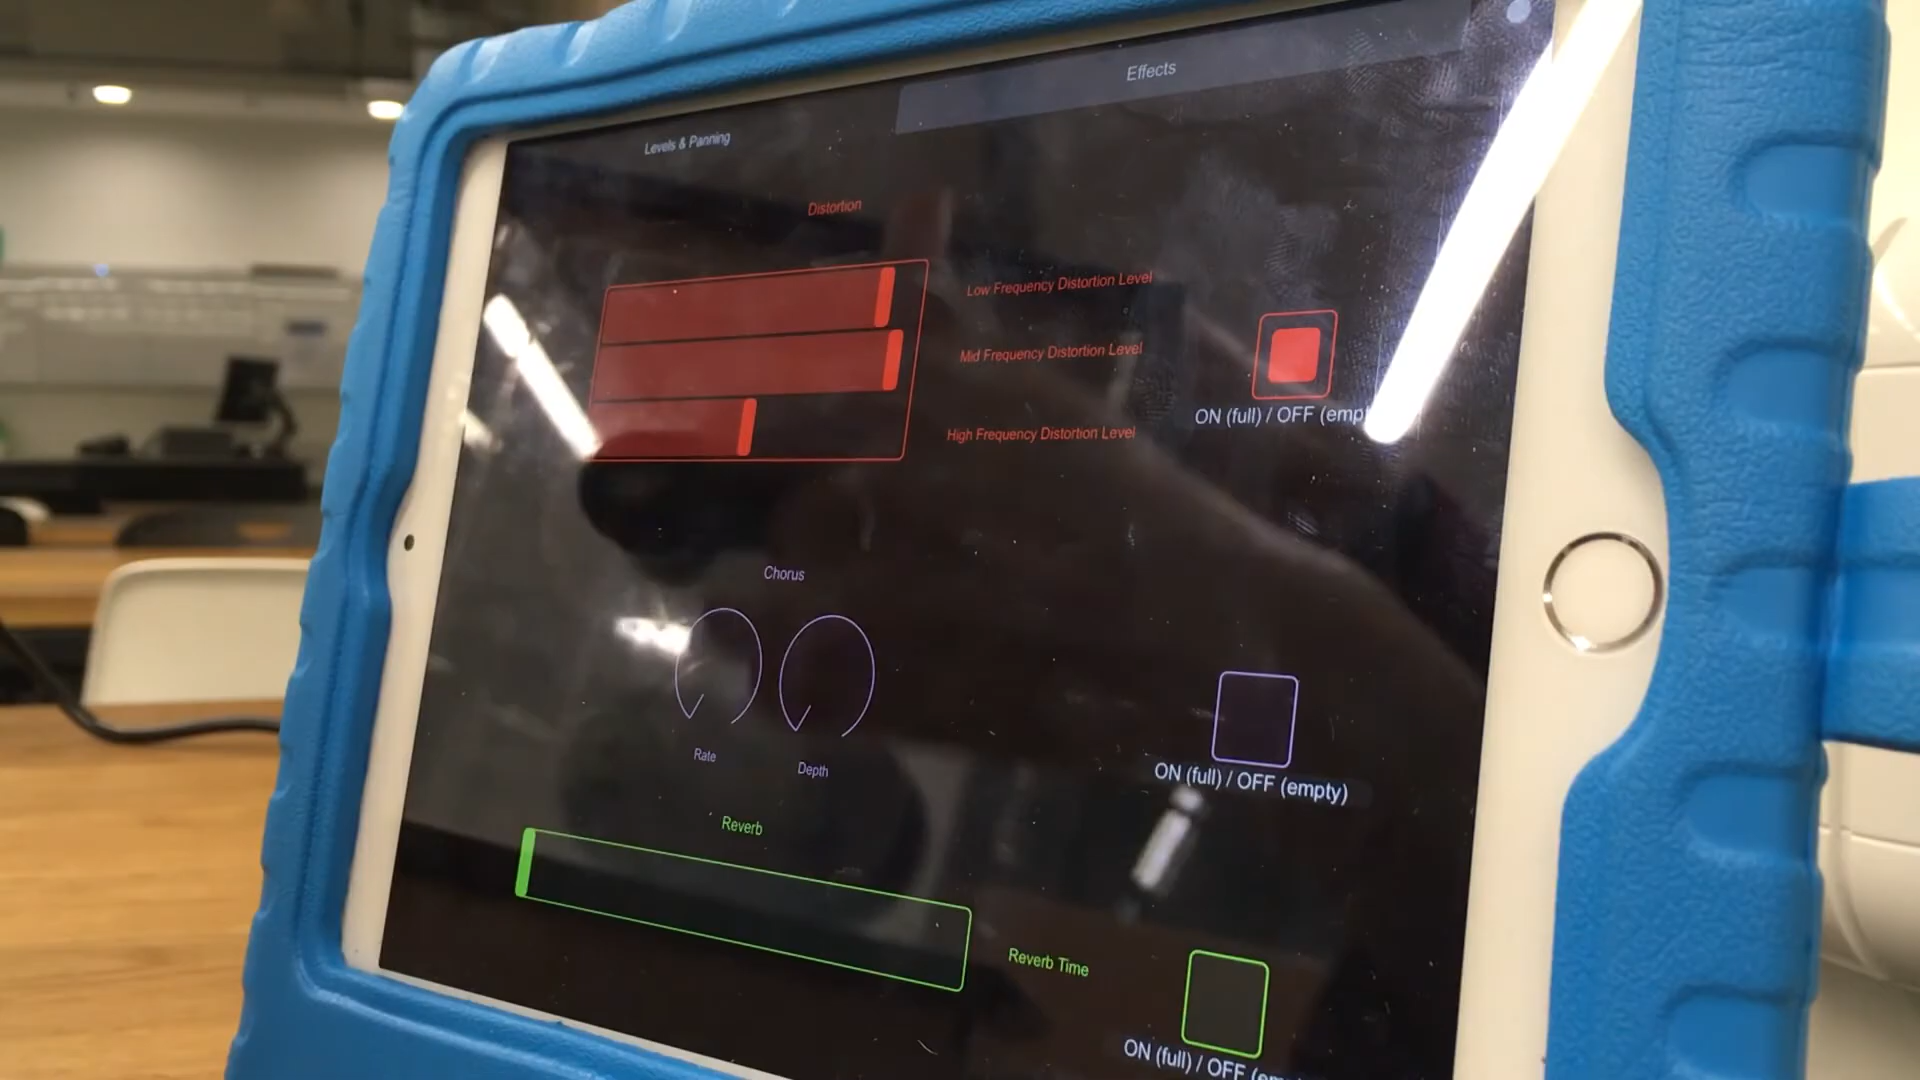 Effects
Levels & Panning
Distortion
Low Frequency Distortion Level
Mid Frequency Distortion Level
High Frequency Distortion Level
ON (full) / OFF (emp
Chorus
Rate
Depth
ON (full) / OFF (empty)
Reverb
Reverb Time
ON (full) / OFF (em